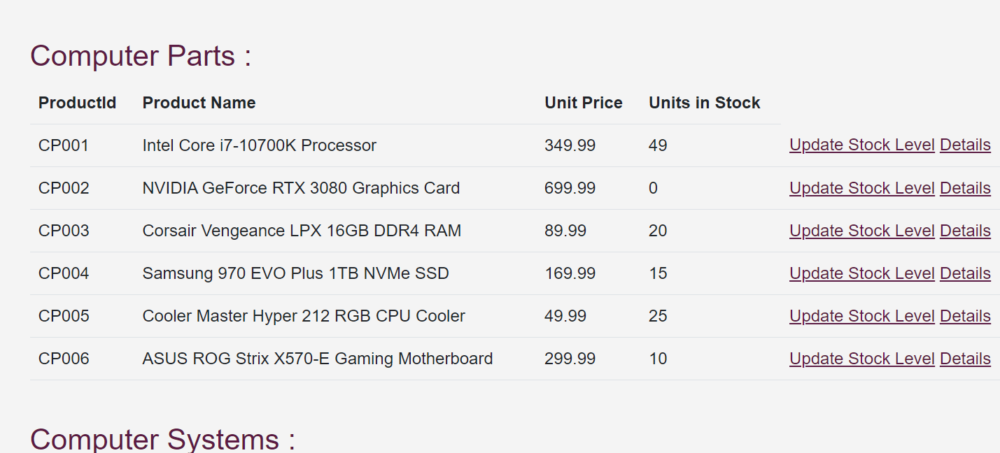 Computer Parts :
ProductId Product Name Unit Price Units in Stock
CP001 Intel Core i7-10700K Processor 349.99 49 Update Stock Level Details
CP002 NVIDIA GeForce RTX 3080 Graphics Card 699.99 0 Update Stock Level Details
CP003 Corsair Vengeance LPX 16GB DDR4 RAM 89.99 20 Update Stock Level Details
CP004 Samsung 970 EVO Plus 1TB NVMe SSD 169.99 15 Update Stock Level Details
CP005 Cooler Master Hyper 212 RGB CPU Cooler 49.99 25 Update Stock Level Details
CP006 ASUS ROG Strix X570-E Gaming Motherboard 299.99 10 Update Stock Level Details
Computer Systems :